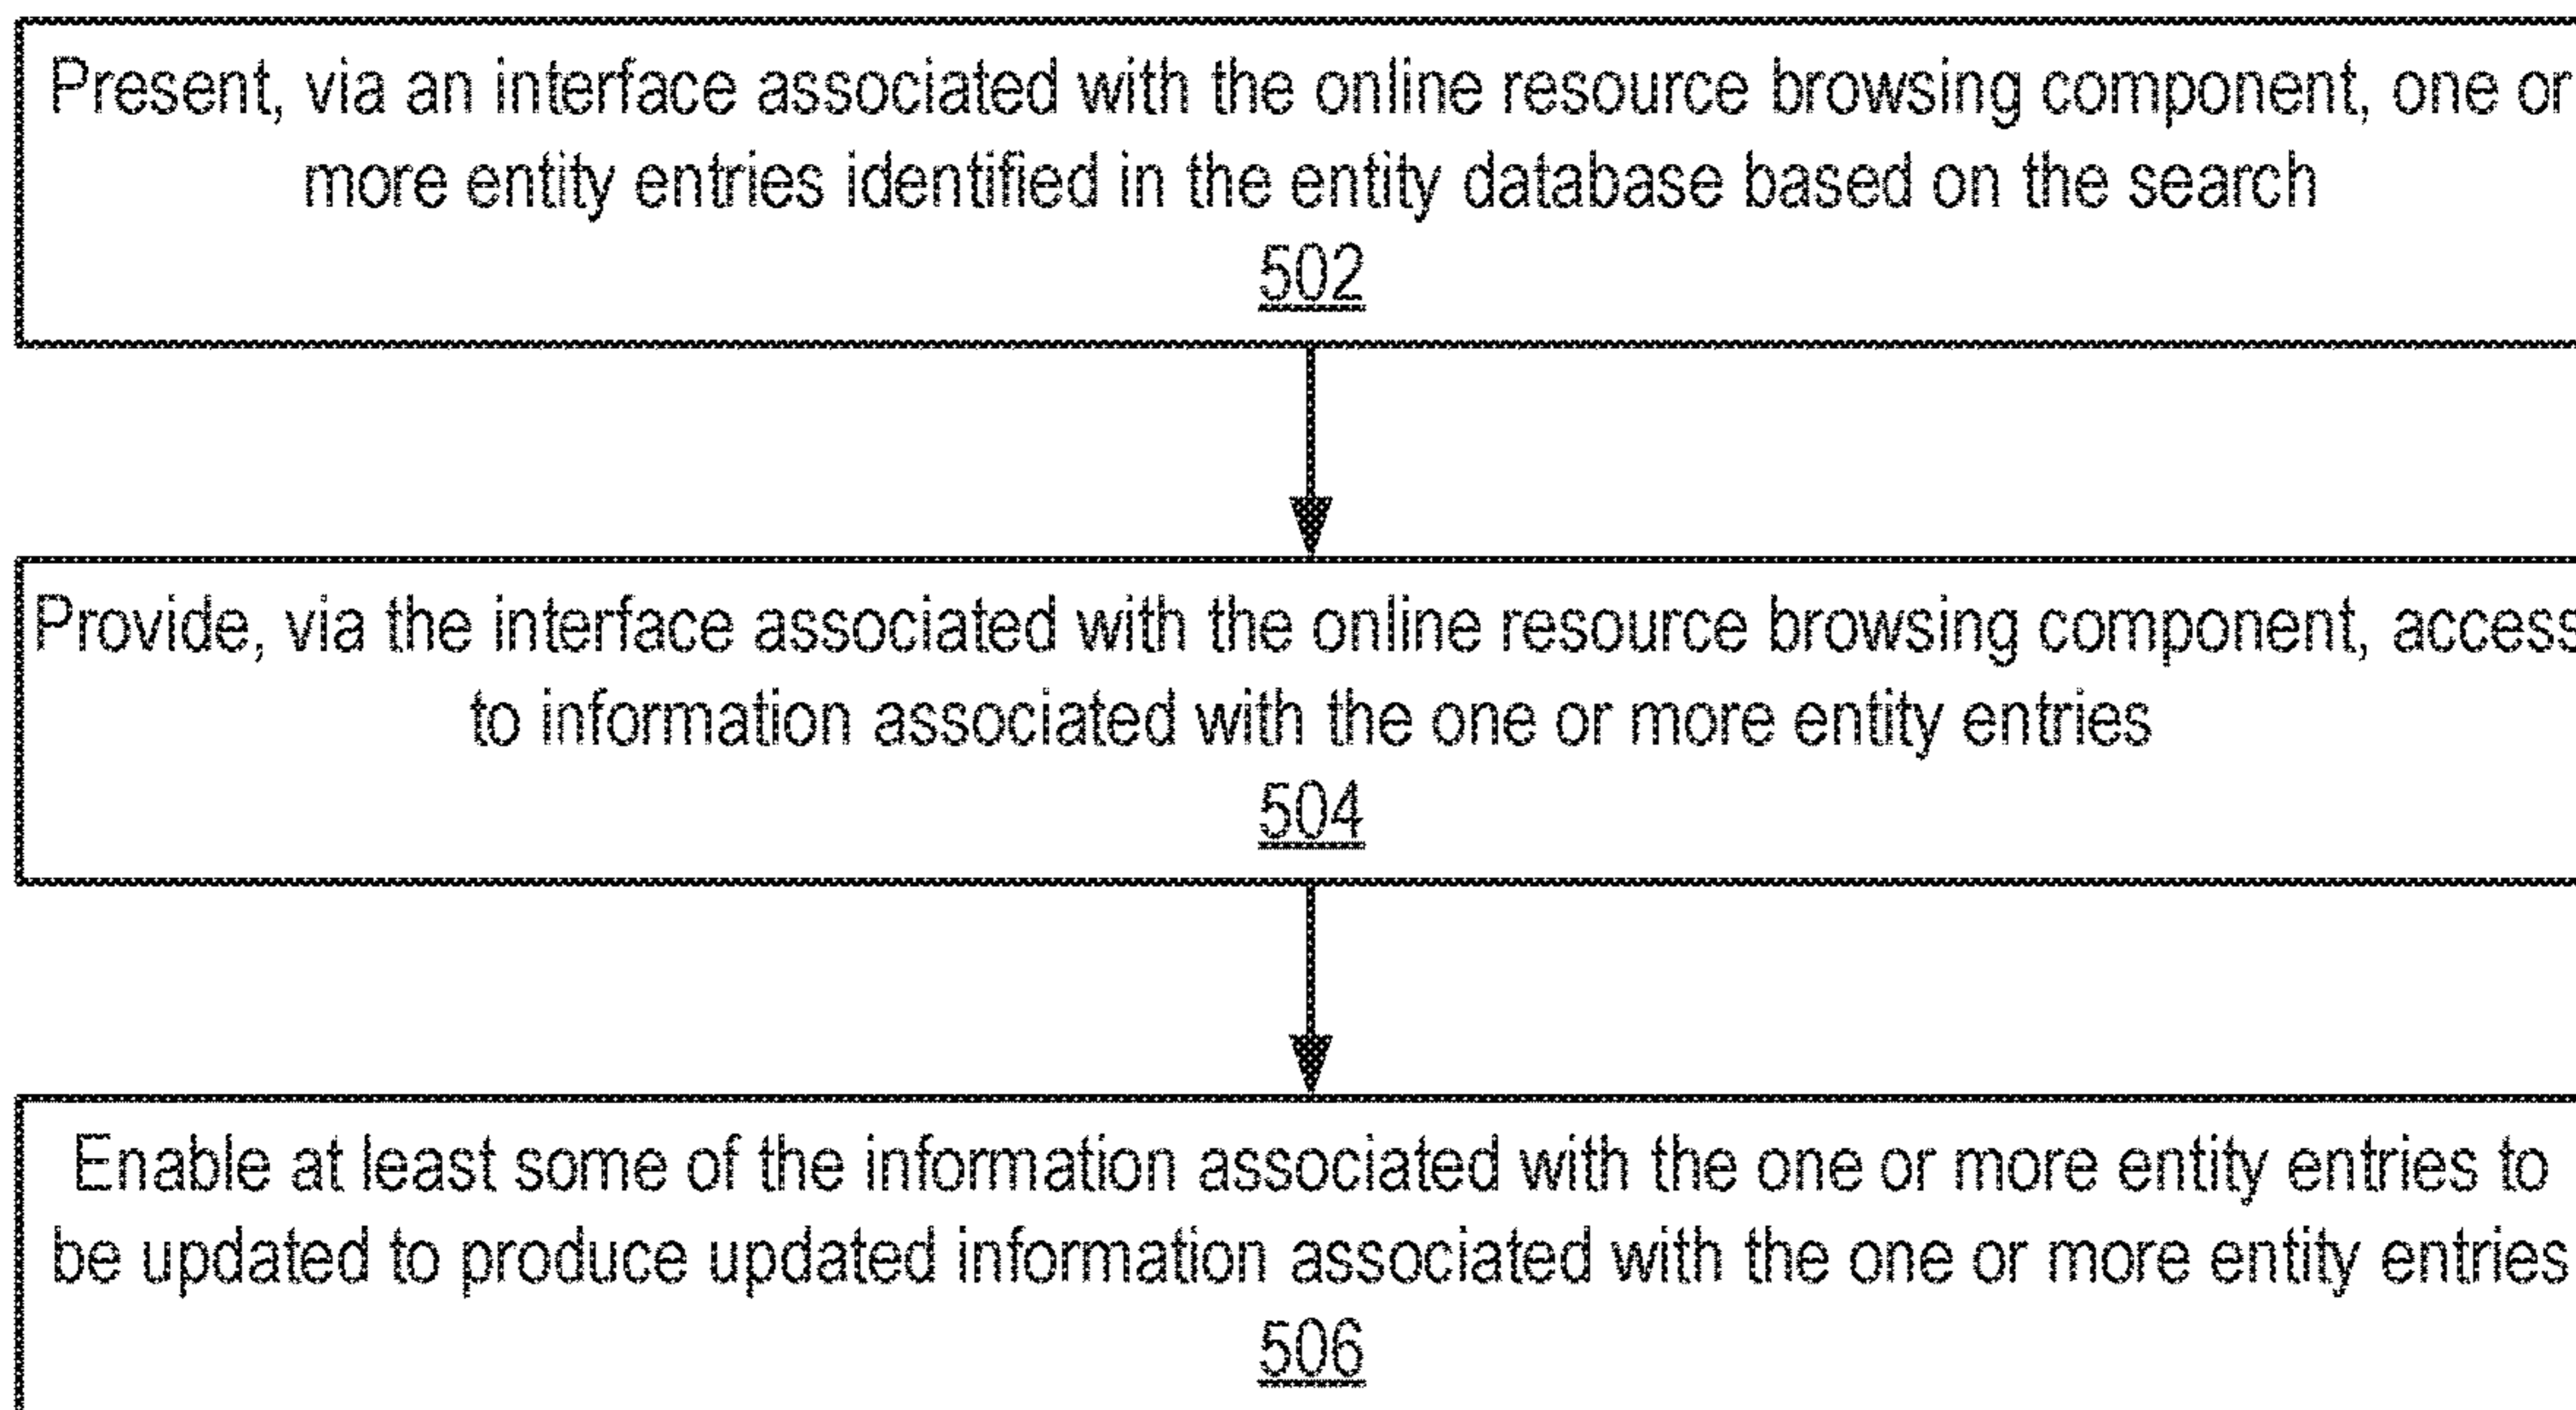 Present, via an interface associated with the online resource browsing component, one or
more entity entries identified in the entity database based on the search
502
Provide, via the interface associated with the online resource browsing component, access
to information associated with the one or more entity entries
504
Enable at least some of the information associated with the one or more entity entries to
be updated to produce updated information associated with the one or more entity entries
506